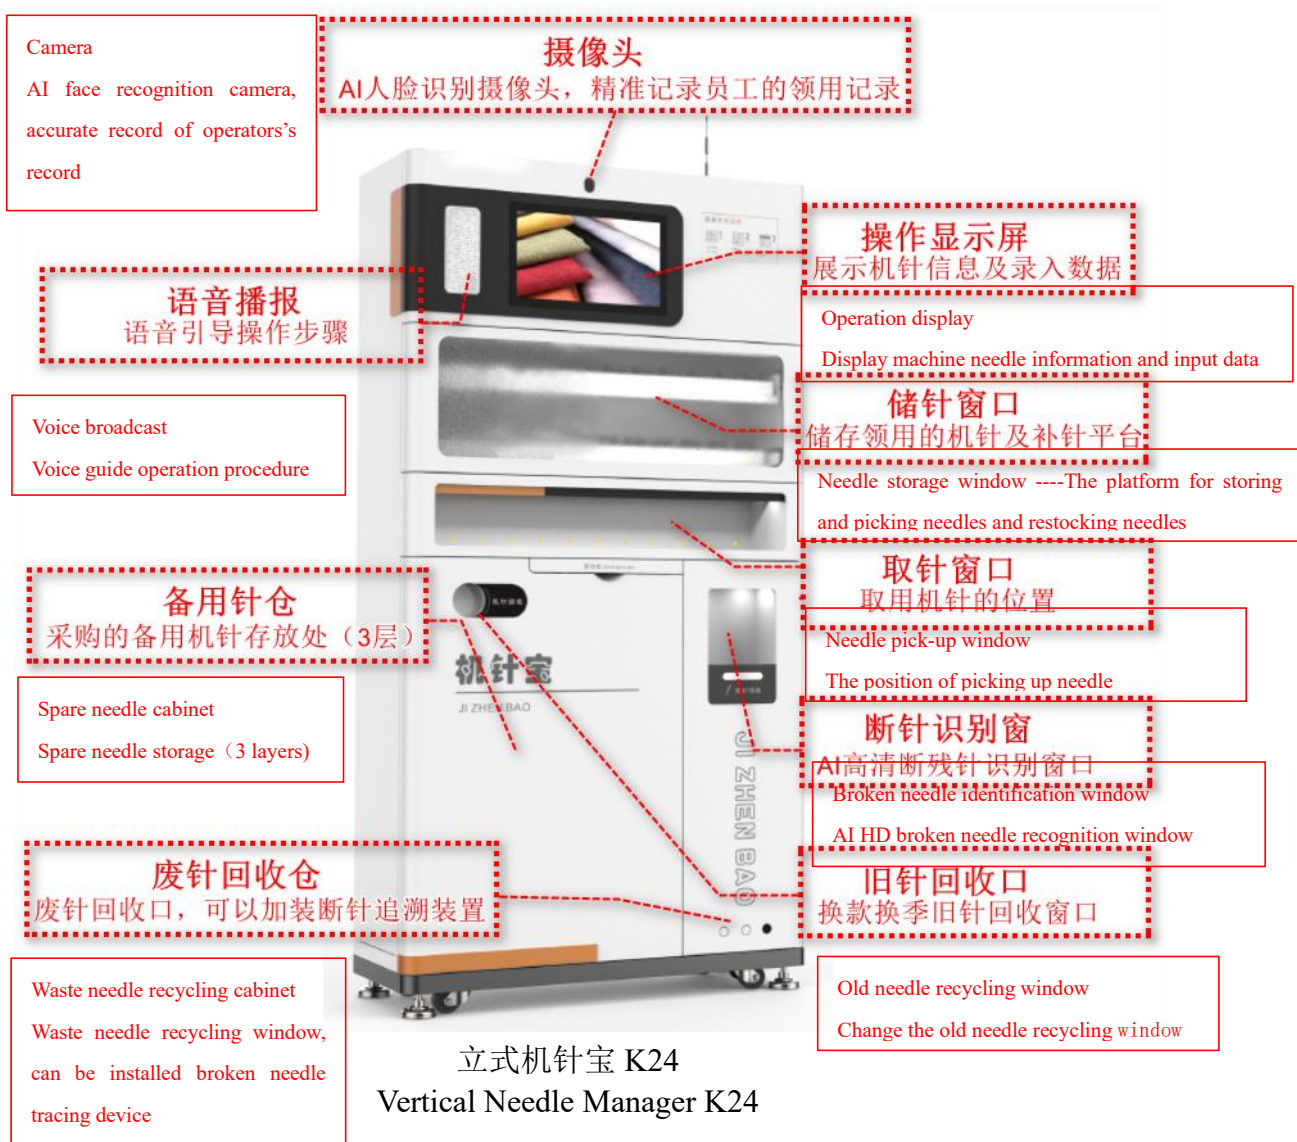 Camera
AI face recognition camera,
accurate record of operators's
record
摄像头
AI人脸识别摄像头，精准记录员工的领用记录
操作显示屏
展示机针信息及录入数据
Operation display
Display machine needle information and input data
语音播报
语音引导操作步骤
Voice broadcast
Voice guide operation procedure
储针窗口
储存领用的机针及补针平台
Needle storage window ----The platform for storing
and picking needles and restocking needles
取针窗口
取用机针的位置
Needle pick-up window
The position of picking up needle
备用针仓
采购的备用机针存放处（3层）
Spare needle cabinet
Spare needle storage（3 layers)
机针回收
机针宝
JI ZHEN BAO
JI ZHEN BAO
断针识别窗
AI高清断残针识别窗口
Broken needle identification window
AI HD broken needle recognition window
废针回收仓
废针回收口，可以加装断针追溯装置
Waste needle recycling cabinet
Waste needle recycling window,
can be installed broken needle
tracing device
旧针回收口
换款换季旧针回收窗口
Old needle recycling window
Change the old needle recycling window
立式机针宝 K24
Vertical Needle Manager K24